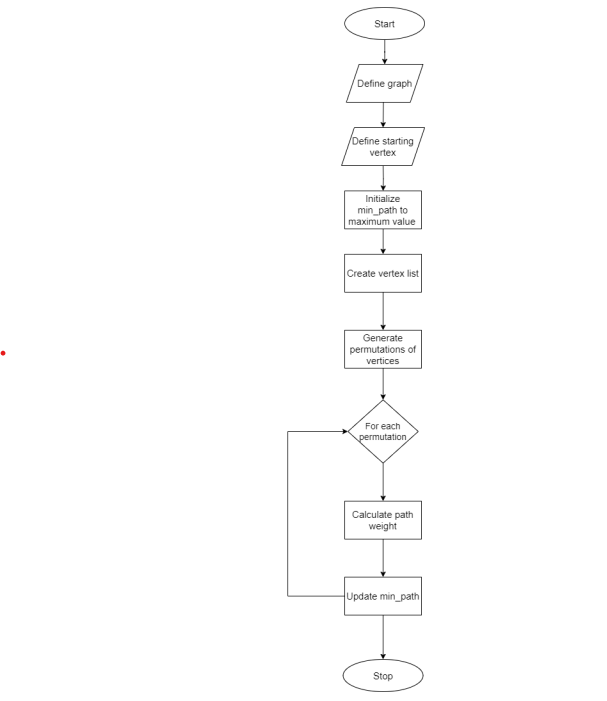 Start
Define graph
Define starting
vertex
Initialize
min_path to
maximum value
Create vertex list
Generate
permutations of
vertices
For each
permutation
Calculate path
weight
Update min_path
Stop